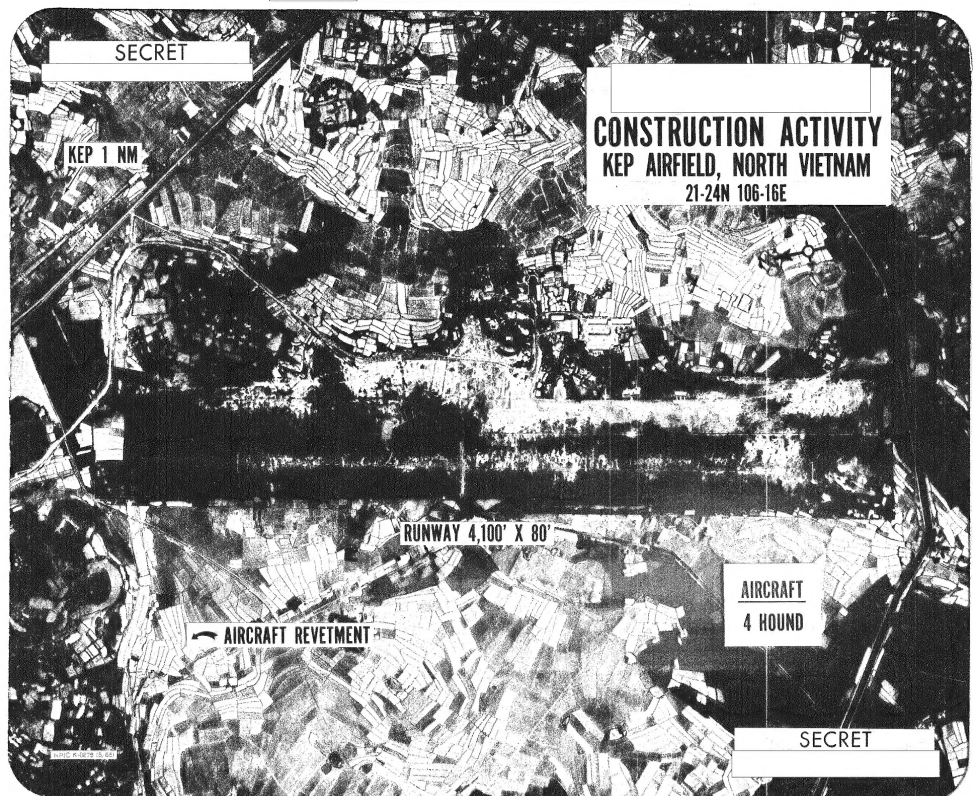 SECRET
CONSTRUCTION ACTIVITY
KEP AIRFIELD, NORTH VIETNAM
21-24N 106-16E
KEP 1 NM
RUNWAY 4,100' X 80'
AIRCRAFT
4 HOUND
AIRCRAFT REVETMENT
SECRET